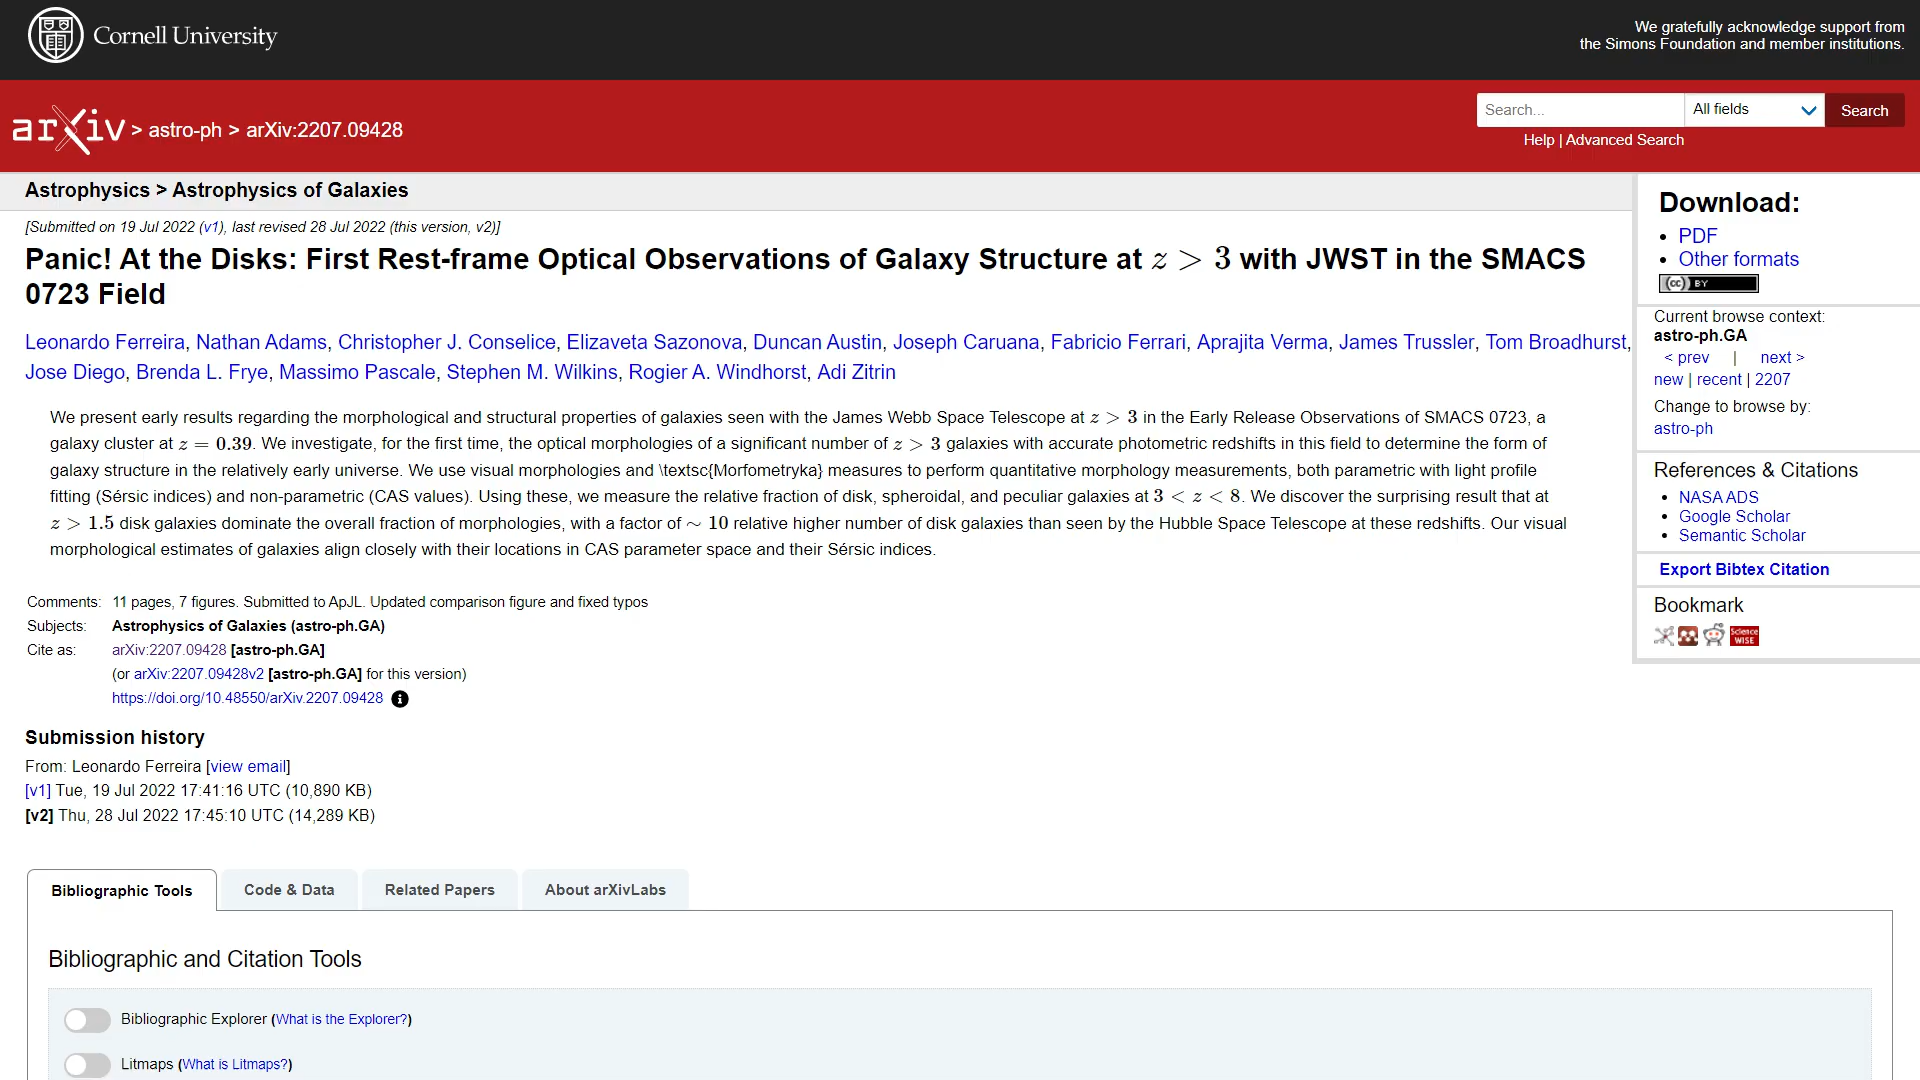 Cornell University
We gratefully acknowledge support from
the Simons Foundation and member institutions.
arXiv > astro-ph > arXiv:2207.09428
Search...
All fields
Search
Help | Advanced Search
Astrophysics > Astrophysics of Galaxies
[Submitted on 19 Jul 2022 (v1), last revised 28 Jul 2022 (this version, v2)]
Panic! At the Disks: First Rest-frame Optical Observations of Galaxy Structure at z > 3 with JWST in the SMACS
0723 Field
Leonardo Ferreira, Nathan Adams, Christopher J. Conselice, Elizaveta Sazonova, Duncan Austin, Joseph Caruana, Fabricio Ferrari, Aprajita Verma, James Trussler, Tom Broadhurst,
Jose Diego, Brenda L. Frye, Massimo Pascale, Stephen M. Wilkins, Rogier A. Windhorst, Adi Zitrin
We present early results regarding the morphological and structural properties of galaxies seen with the James Webb Space Telescope at z > 3 in the Early Release Observations of SMACS 0723, a
galaxy cluster at z = 0.39. We investigate, for the first time, the optical morphologies of a significant number of z > 3 galaxies with accurate photometric redshifts in this field to determine the form of
galaxy structure in the relatively early universe. We use visual morphologies and \textsc{Morfometryka} measures to perform quantitative morphology measurements, both parametric with light profile
fitting (Sérsic indices) and non-parametric (CAS values). Using these, we measure the relative fraction of disk, spheroidal, and peculiar galaxies at 3 < z < 8. We discover the surprising result that at
z > 1.5 disk galaxies dominate the overall fraction of morphologies, with a factor of ∼ 10 relative higher number of disk galaxies than seen by the Hubble Space Telescope at these redshifts. Our visual
morphological estimates of galaxies align closely with their locations in CAS parameter space and their Sérsic indices.
Comments: 11 pages, 7 figures. Submitted to ApJL. Updated comparison figure and fixed typos
Subjects: Astrophysics of Galaxies (astro-ph.GA)
Cite as: arXiv:2207.09428 [astro-ph.GA]
(or arXiv:2207.09428v2 [astro-ph.GA] for this version)
https://doi.org/10.48550/arXiv.2207.09428
Submission history
From: Leonardo Ferreira [view email]
[v1] Tue, 19 Jul 2022 17:41:16 UTC (10,890 KB)
[v2] Thu, 28 Jul 2022 17:45:10 UTC (14,289 KB)
Bibliographic Tools
Code & Data
Related Papers
About arXivLabs
Bibliographic and Citation Tools
Bibliographic Explorer (What is the Explorer?)
Litmaps (What is Litmaps?)
Download:
PDF
Other formats
cc BY
Current browse context:
astro-ph.GA
< prev | next >
new | recent | 2207
Change to browse by:
astro-ph
References & Citations
NASA ADS
Google Scholar
Semantic Scholar
Export Bibtex Citation
Bookmark
Science
WISE